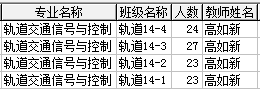 专业名称 班级名称 人数 教师姓名
轨道交通信号与控制 轨道14-4 24 高如新
轨道交通信号与控制 轨道14-3 27 高如新
轨道交通信号与控制 轨道14-2 23 高如新
轨道交通信号与控制 轨道14-1 23 高如新